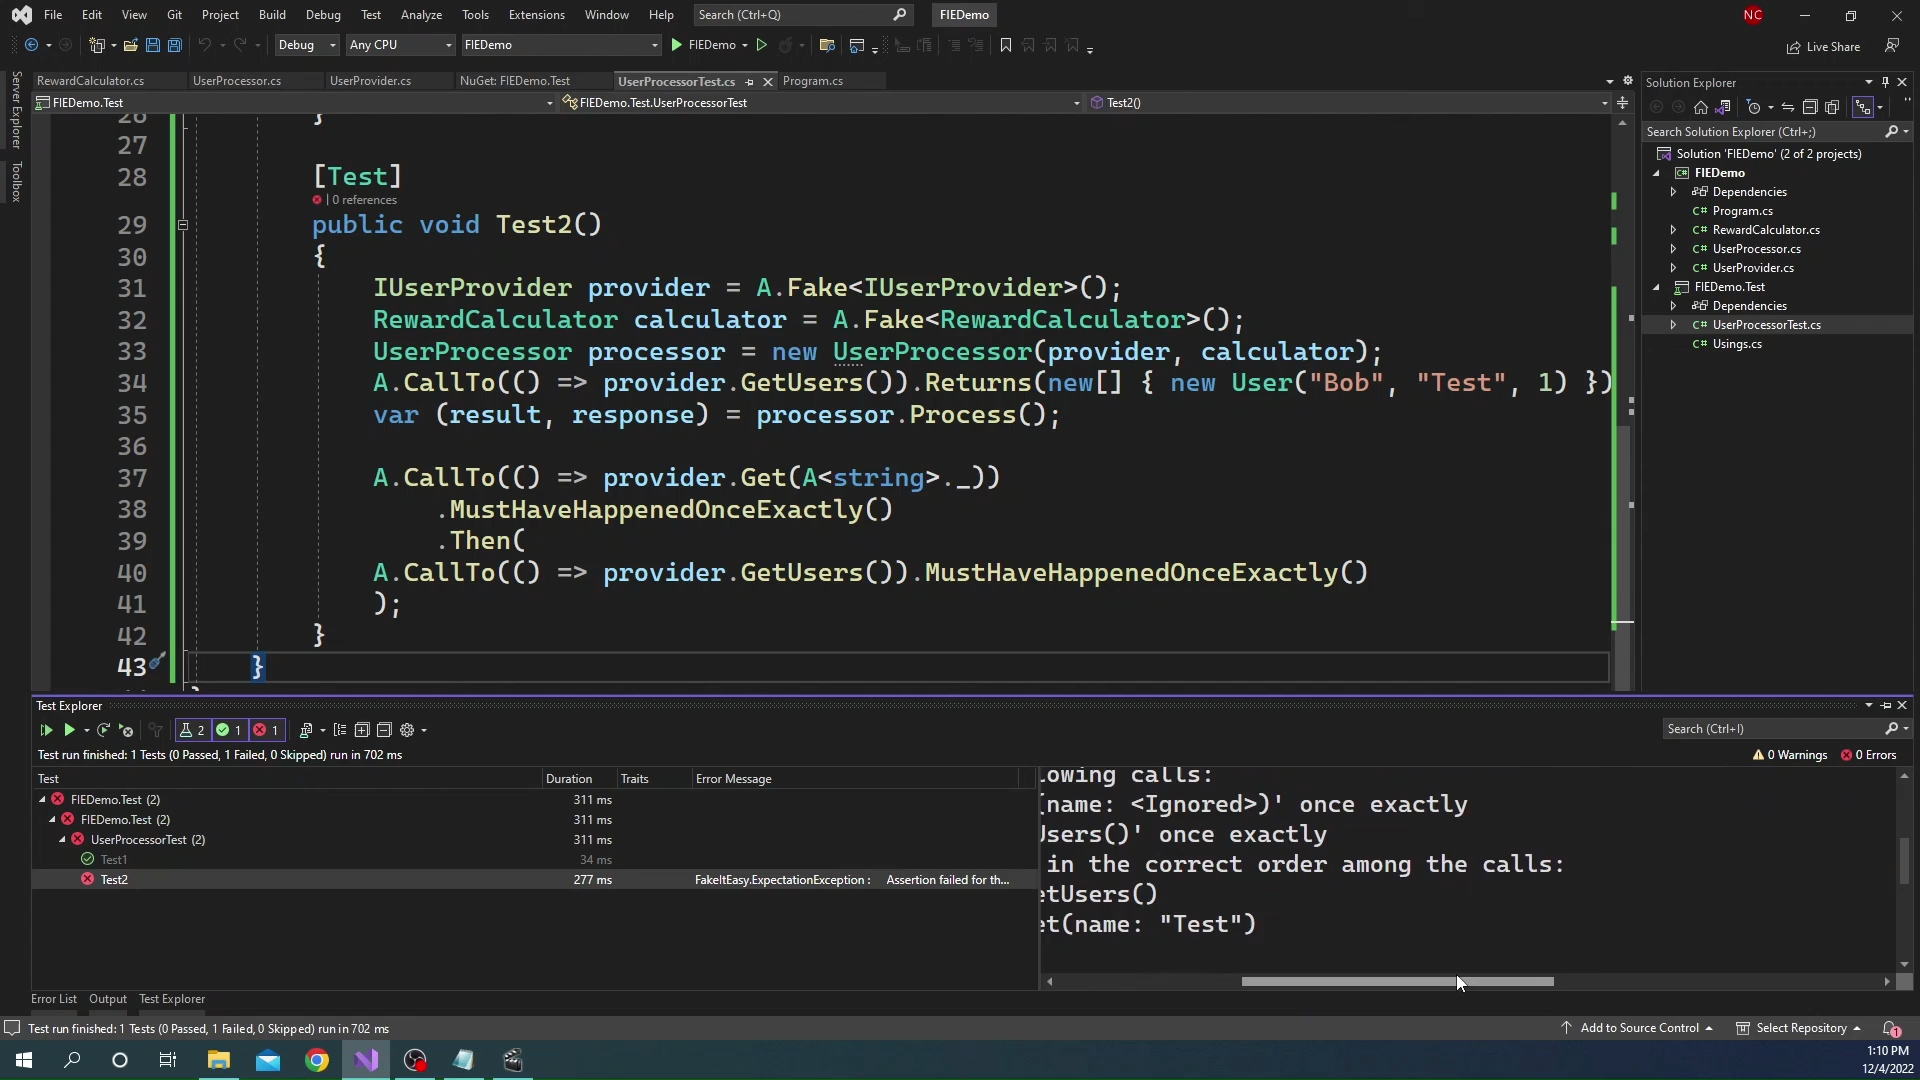 File Edit View Git Project Build Debug Test Analyze Tools Extensions Window Help Search (Ctrl+Q) FIEDemo NC
Debug Any CPU FIEDemo FIEDemo Live Share
RewardCalculator.cs UserProcessor.cs UserProvider.cs NuGet: FIEDemo.Test UserProcessorTest.cs Program.cs
FIEDemo.Test FIEDemo.Test.UserProcessorTest Test2()
Server Explorer
Toolbox
26 }
27
28 [Test]
0 references
29 public void Test2()
30 {
31 IUserProvider provider = A.Fake<IUserProvider>();
32 RewardCalculator calculator = A.Fake<RewardCalculator>();
33 UserProcessor processor = new UserProcessor(provider, calculator);
34 A.CallTo(() => provider.GetUsers()).Returns(new[] { new User("Bob", "Test", 1) })
35 var (result, response) = processor.Process();
36
37 A.CallTo(() => provider.Get(A<string>._))
38 .MustHaveHappenedOnceExactly()
39 .Then(
40 A.CallTo(() => provider.GetUsers()).MustHaveHappenedOnceExactly()
41 );
42 }
43 }
Solution Explorer
Search Solution Explorer (Ctrl+;)
Solution 'FIEDemo' (2 of 2 projects)
FIEDemo
Dependencies
C# Program.cs
C# RewardCalculator.cs
C# UserProcessor.cs
C# UserProvider.cs
FIEDemo.Test
Dependencies
C# UserProcessorTest.cs
C# Usings.cs
Test Explorer
2 1 1 Search (Ctrl+I)
Test run finished: 1 Tests (0 Passed, 1 Failed, 0 Skipped) run in 702 ms 0 Warnings 0 Errors
Test Duration Traits Error Message
FIEDemo.Test (2) 311 ms
FIEDemo.Test (2) 311 ms
UserProcessorTest (2) 311 ms
Test1 34 ms
Test2 277 ms FakeItEasy.ExpectationException : Assertion failed for th...
lowing calls:
(name: <Ignored>)' once exactly
Users()' once exactly
in the correct order among the calls:
etUsers()
et(name: "Test")
Error List Output Test Explorer
Test run finished: 1 Tests (0 Passed, 1 Failed, 0 Skipped) run in 702 ms Add to Source Control Select Repository 1
1:10 PM
12/4/2022